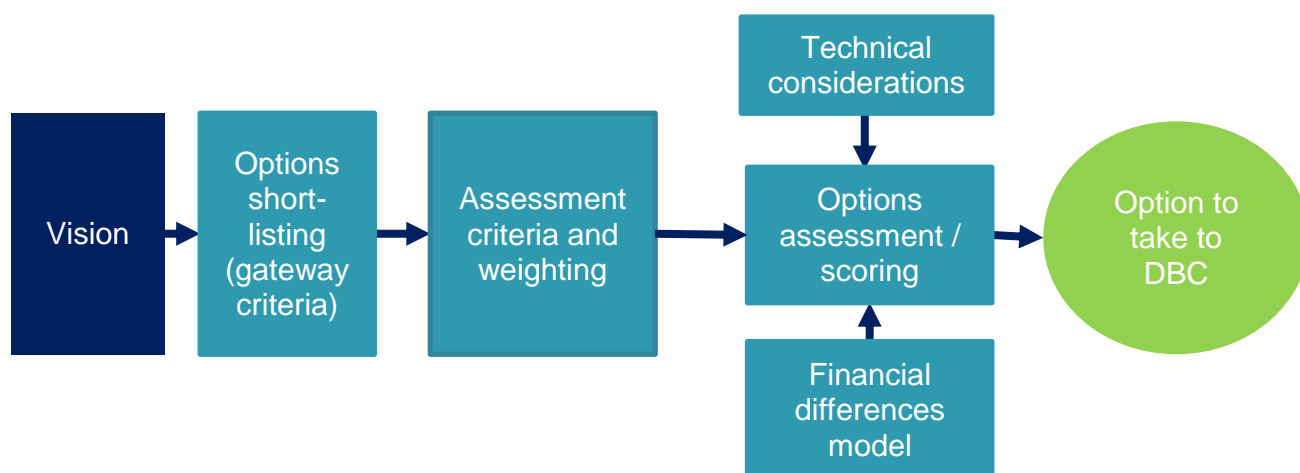 Vision
Options
short-
listing
(gateway
criteria)
Assessment
criteria and
weighting
Technical
considerations
Options
assessment /
scoring
Financial
differences
model
Option to
take to
DBC